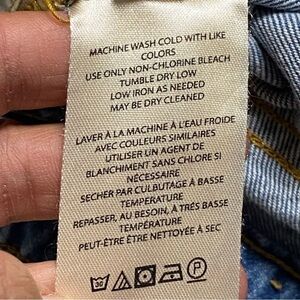 MACHINE WASH COLD WITH LIKE
COLORS
USE ONLY NON-CHLORINE BLEACH
TUMBLE DRY LOW
LOW IRON AS NEEDED
MAY BE DRY CLEANED
LAVER À LA MACHINE À L'EAU FROIDE
AVEC COULEURS SIMILAIRES
UTILISER UN AGENT DE
BLANCHIMENT SANS CHLORE SI
NÉCESSAIRE
SECHER PAR CULBUTAGE À BASSE
TEMPÉRATURE
REPASSER, AU BESOIN, À TRÈS BASSE
TEMPÉRATURE
PEUT-ÊTRE ÊTRE NETTOYÉE À SEC
30 P